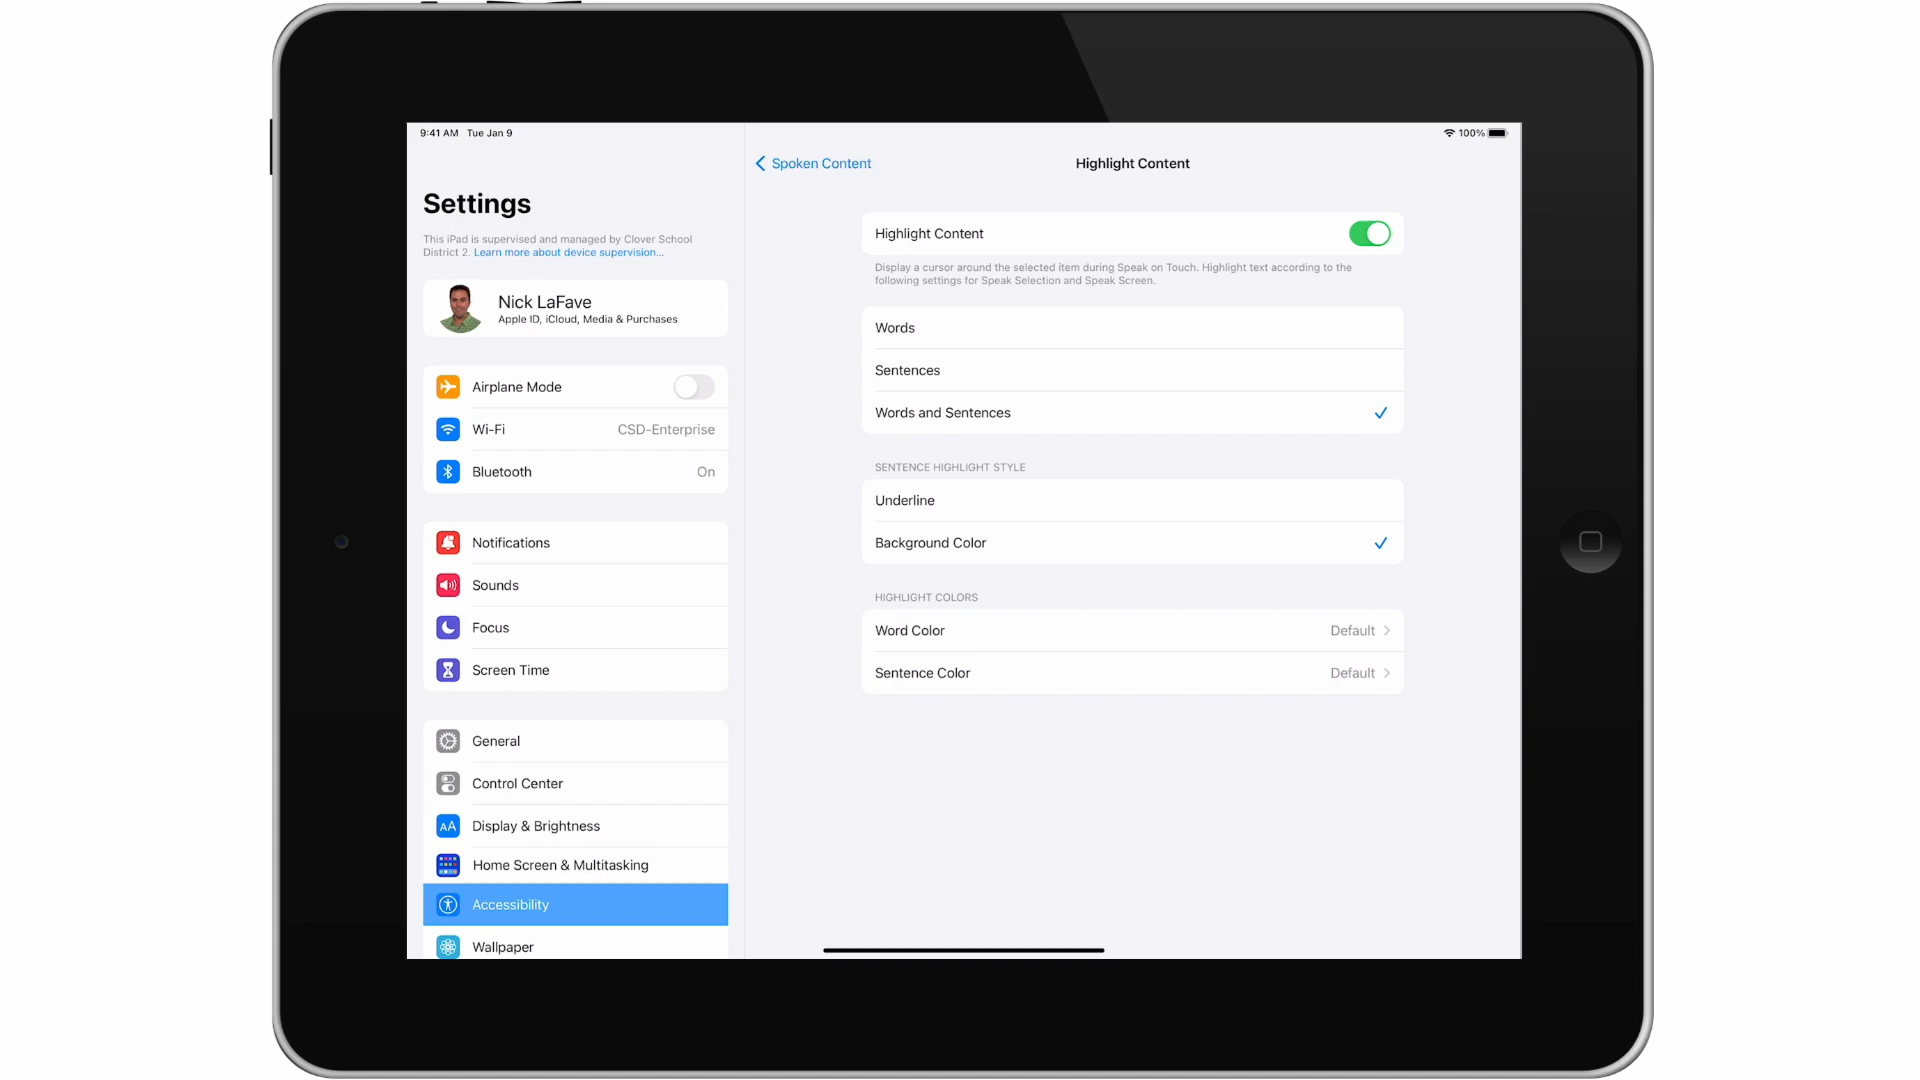 9:41 AM Tue Jan 9
100%
Settings
This iPad is supervised and managed by Clover School
District 2. Learn more about device supervision...
Nick LaFave
Apple ID, iCloud, Media & Purchases
Airplane Mode
Wi-Fi CSD-Enterprise
Bluetooth On
Notifications
Sounds
Focus
Screen Time
General
Control Center
AA Display & Brightness
Home Screen & Multitasking
Accessibility
Wallpaper
Spoken Content
Highlight Content
Highlight Content
Display a cursor around the selected item during Speak on Touch. Highlight text according to the
following settings for Speak Selection and Speak Screen.
Words
Sentences
Words and Sentences
SENTENCE HIGHLIGHT STYLE
Underline
Background Color
HIGHLIGHT COLORS
Word Color Default
Sentence Color Default